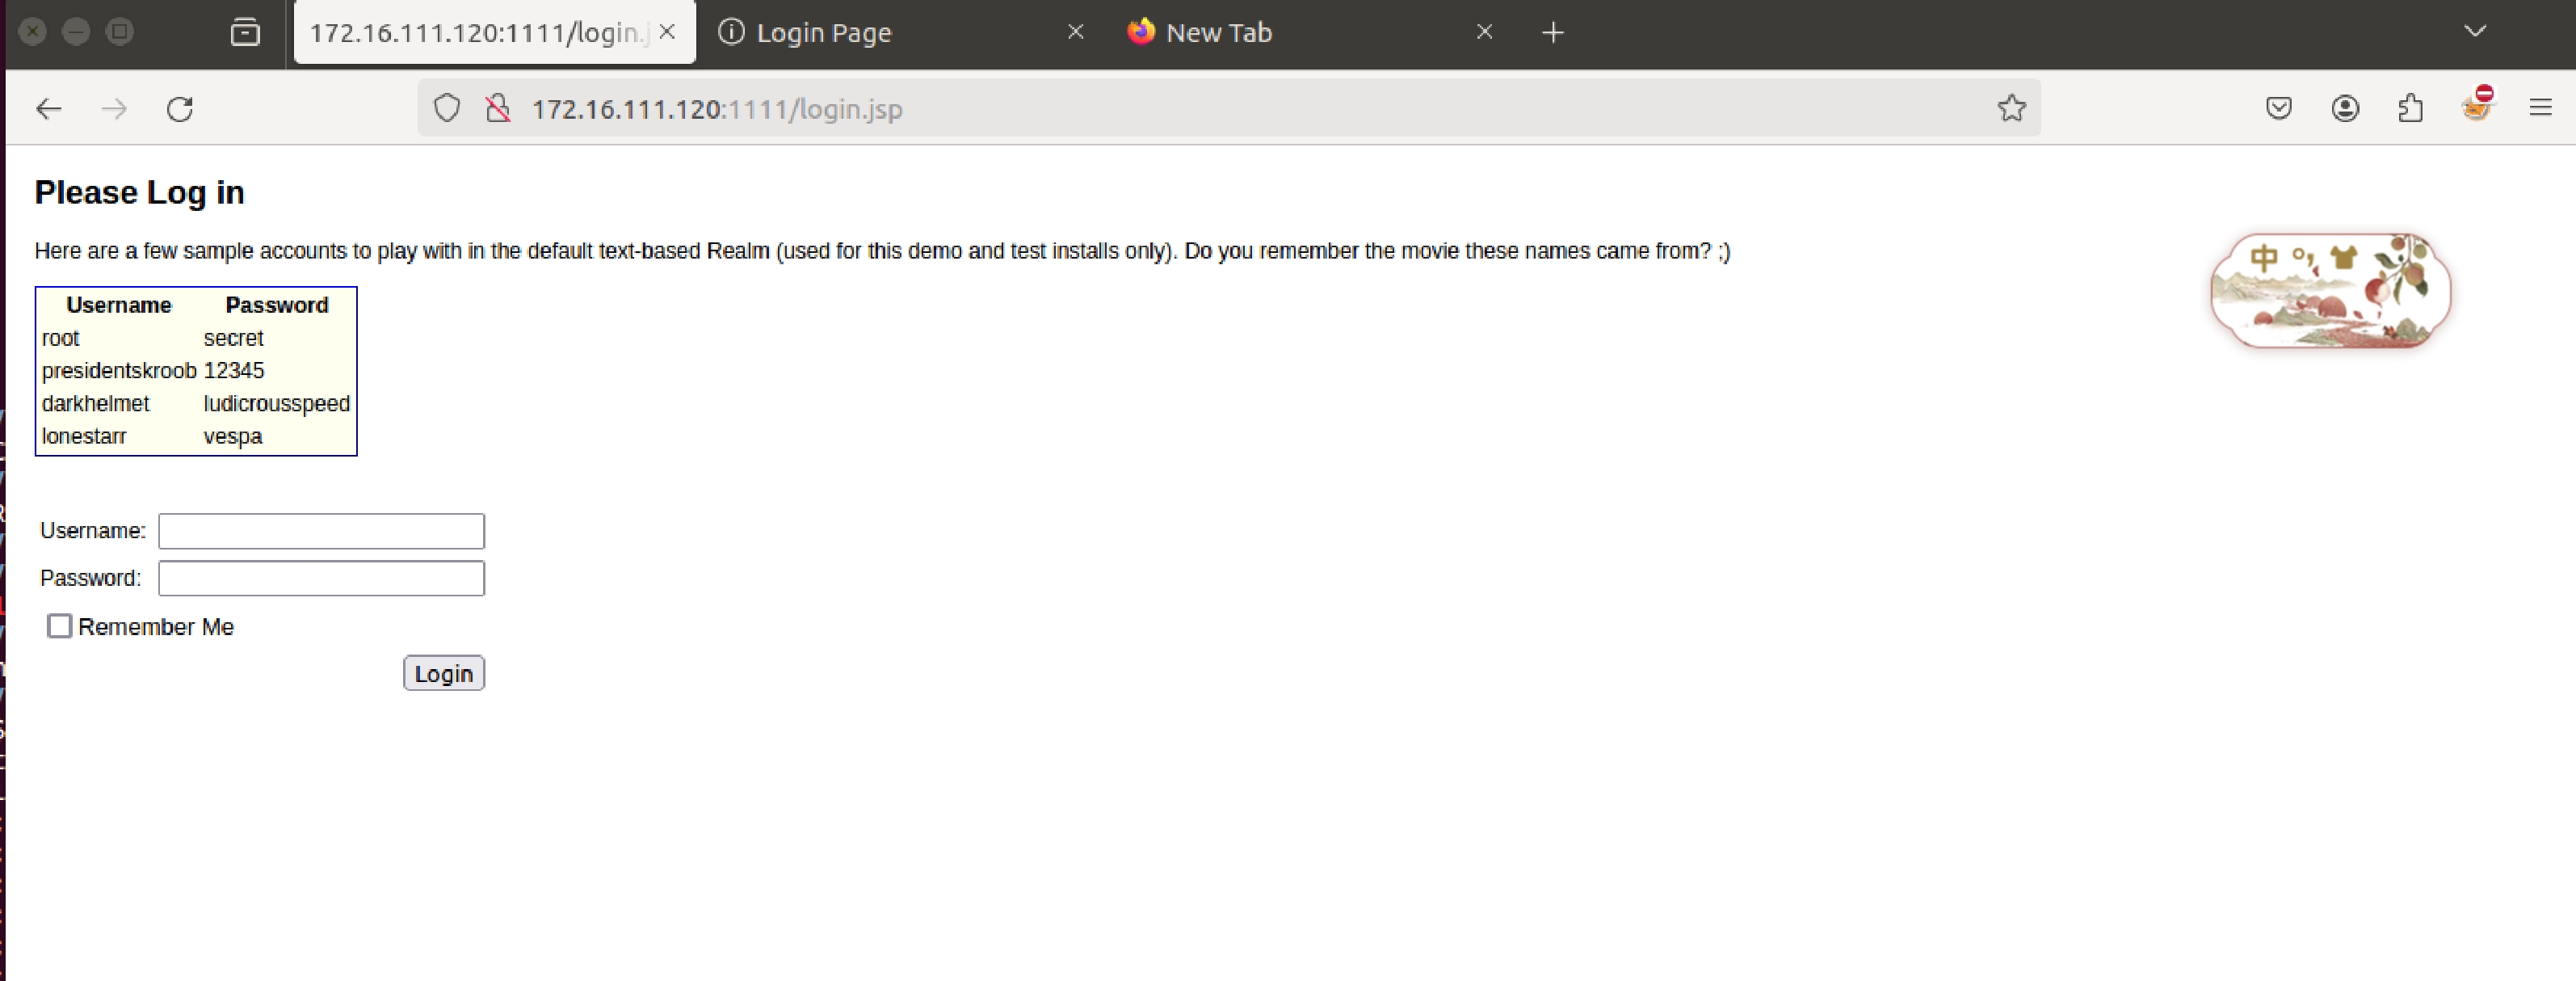 172.16.111.120:1111/login.j
Login Page
New Tab
172.16.111.120:1111/login.jsp
Please Log in
Here are a few sample accounts to play with in the default text-based Realm (used for this demo and test installs only). Do you remember the movie these names came from? ;)
中
Username Password
root secret
presidentskroob 12345
darkhelmet ludicrousspeed
lonestarr vespa
Username:
Password:
Remember Me
Login